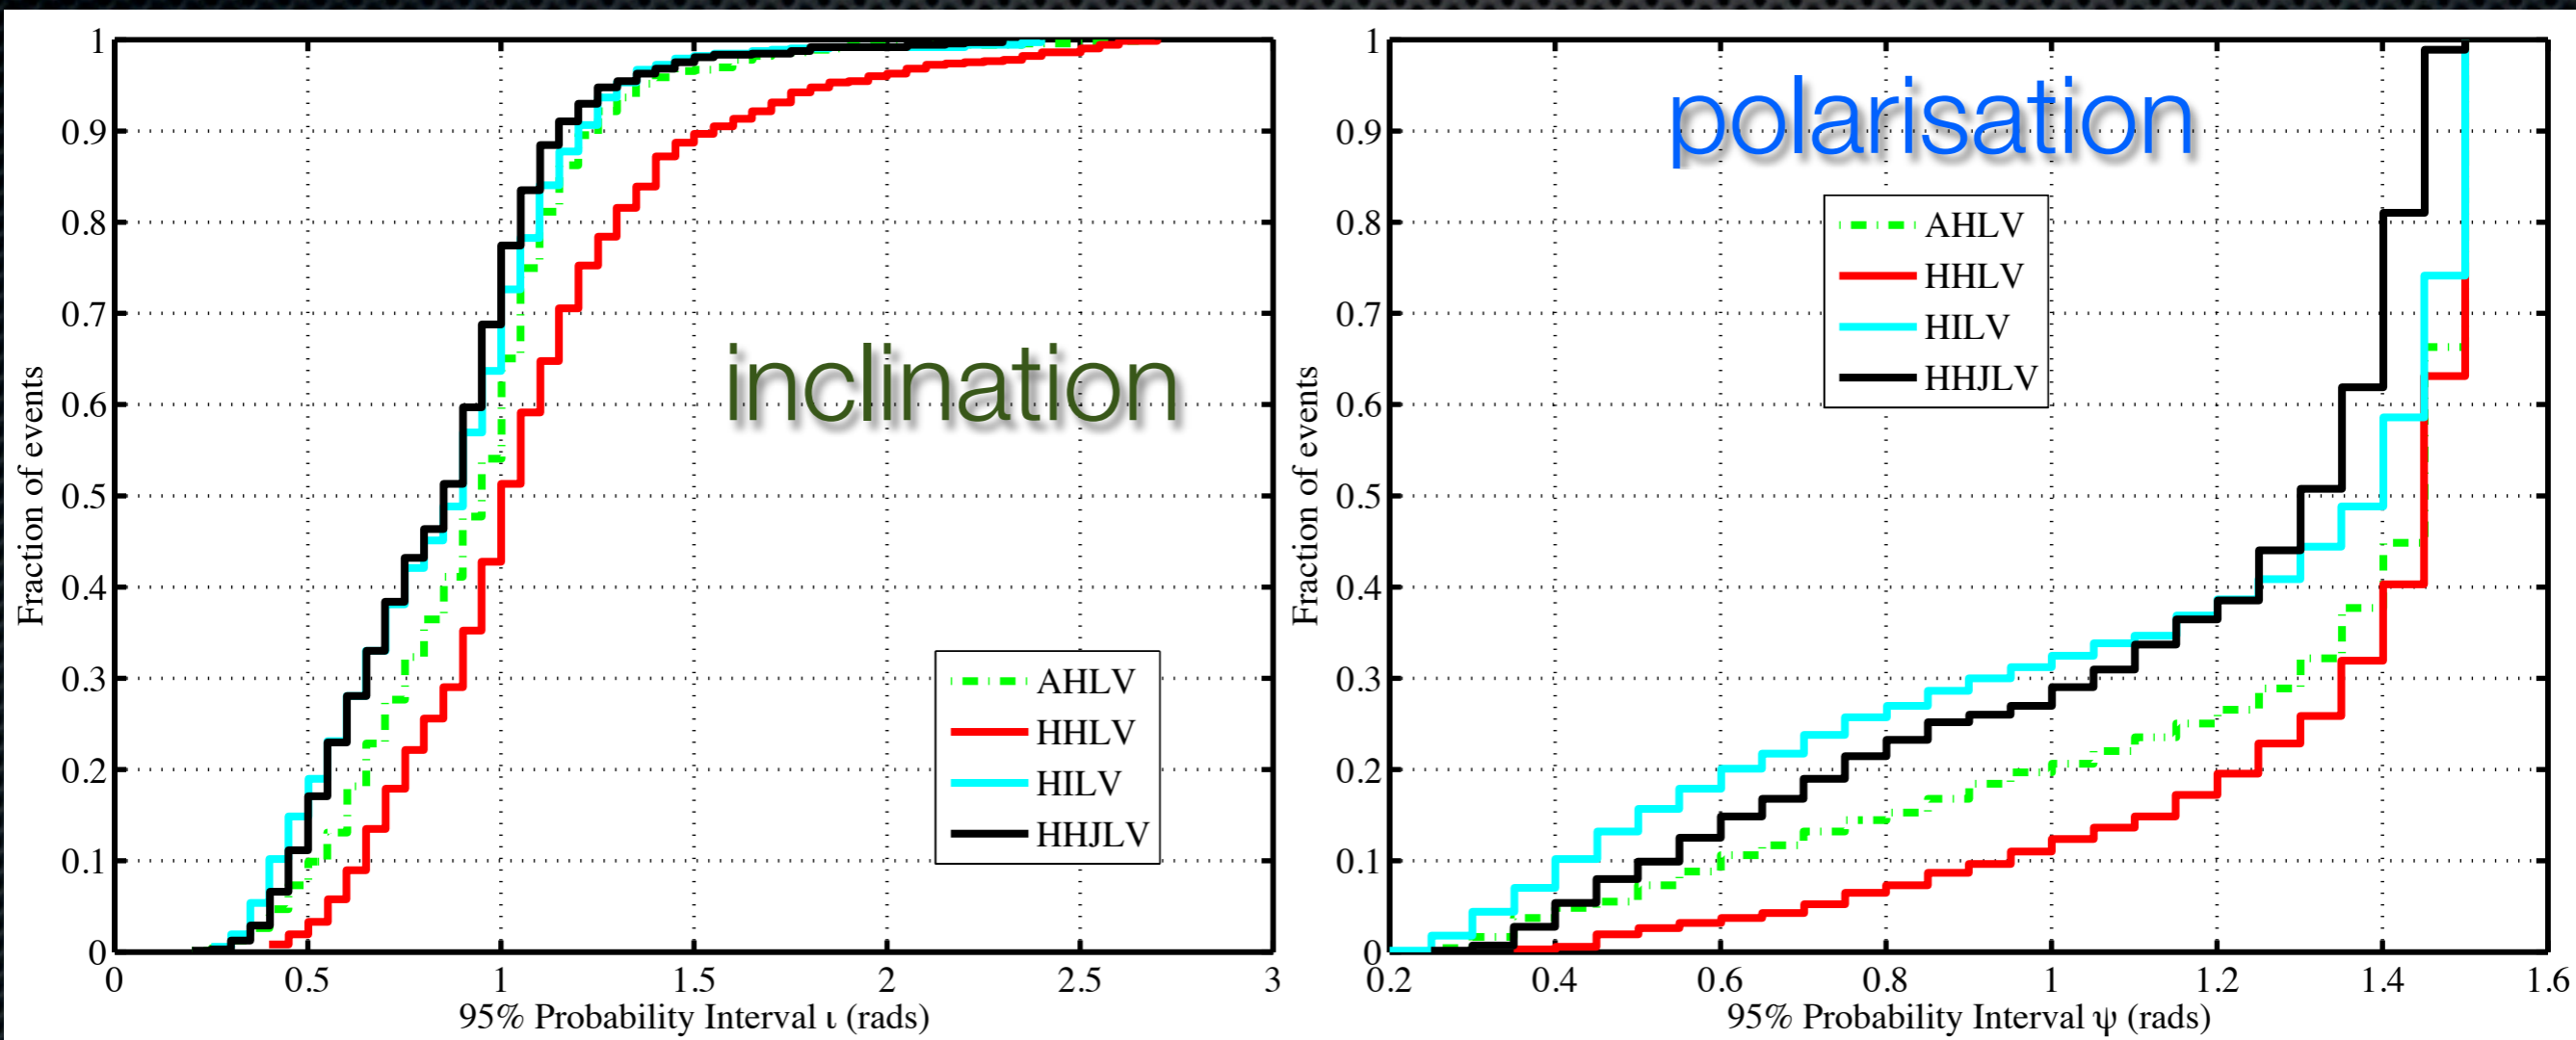 1
0.9
0.8
0.7
0.6
0.5
0.4
0.3
0.2
0.1
0
Fraction of events
inclination
AHLV
HHLV
HILV
HHJLV
0 0.5 1 1.5 2 2.5 3
95% Probability Interval ι (rads)
1
0.9
0.8
0.7
0.6
0.5
0.4
0.3
0.2
0.1
0
Fraction of events
polarisation
AHLV
HHLV
HILV
HHJLV
0.2 0.4 0.6 0.8 1 1.2 1.4 1.6
95% Probability Interval ψ (rads)